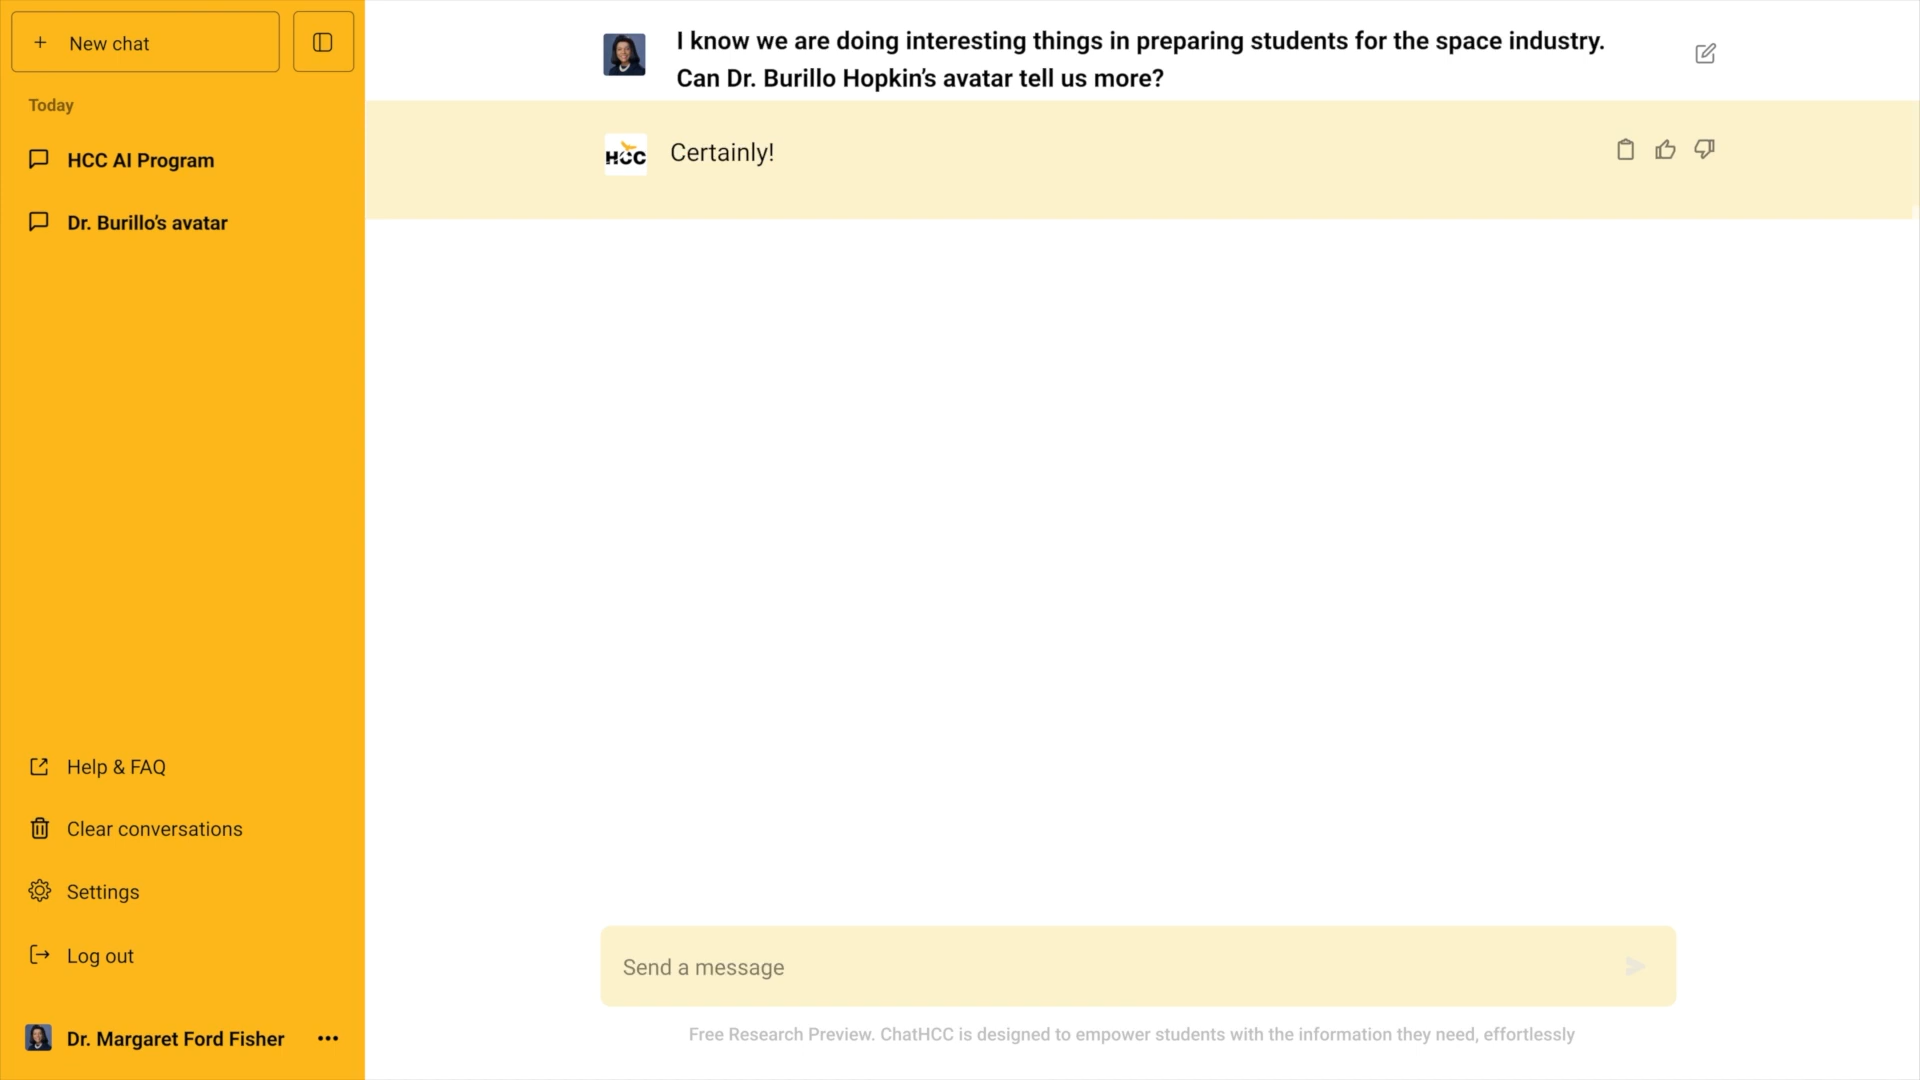 New chat
Today
HCC AI Program
Dr. Burillo’s avatar
Help & FAQ
Clear conversations
Settings
Log out
Dr. Margaret Ford Fisher
I know we are doing interesting things in preparing students for the space industry.
Can Dr. Burillo Hopkin’s avatar tell us more?
HCC
Certainly!
Send a message
Free Research Preview. ChatHCC is designed to empower students with the information they need, effortlessly